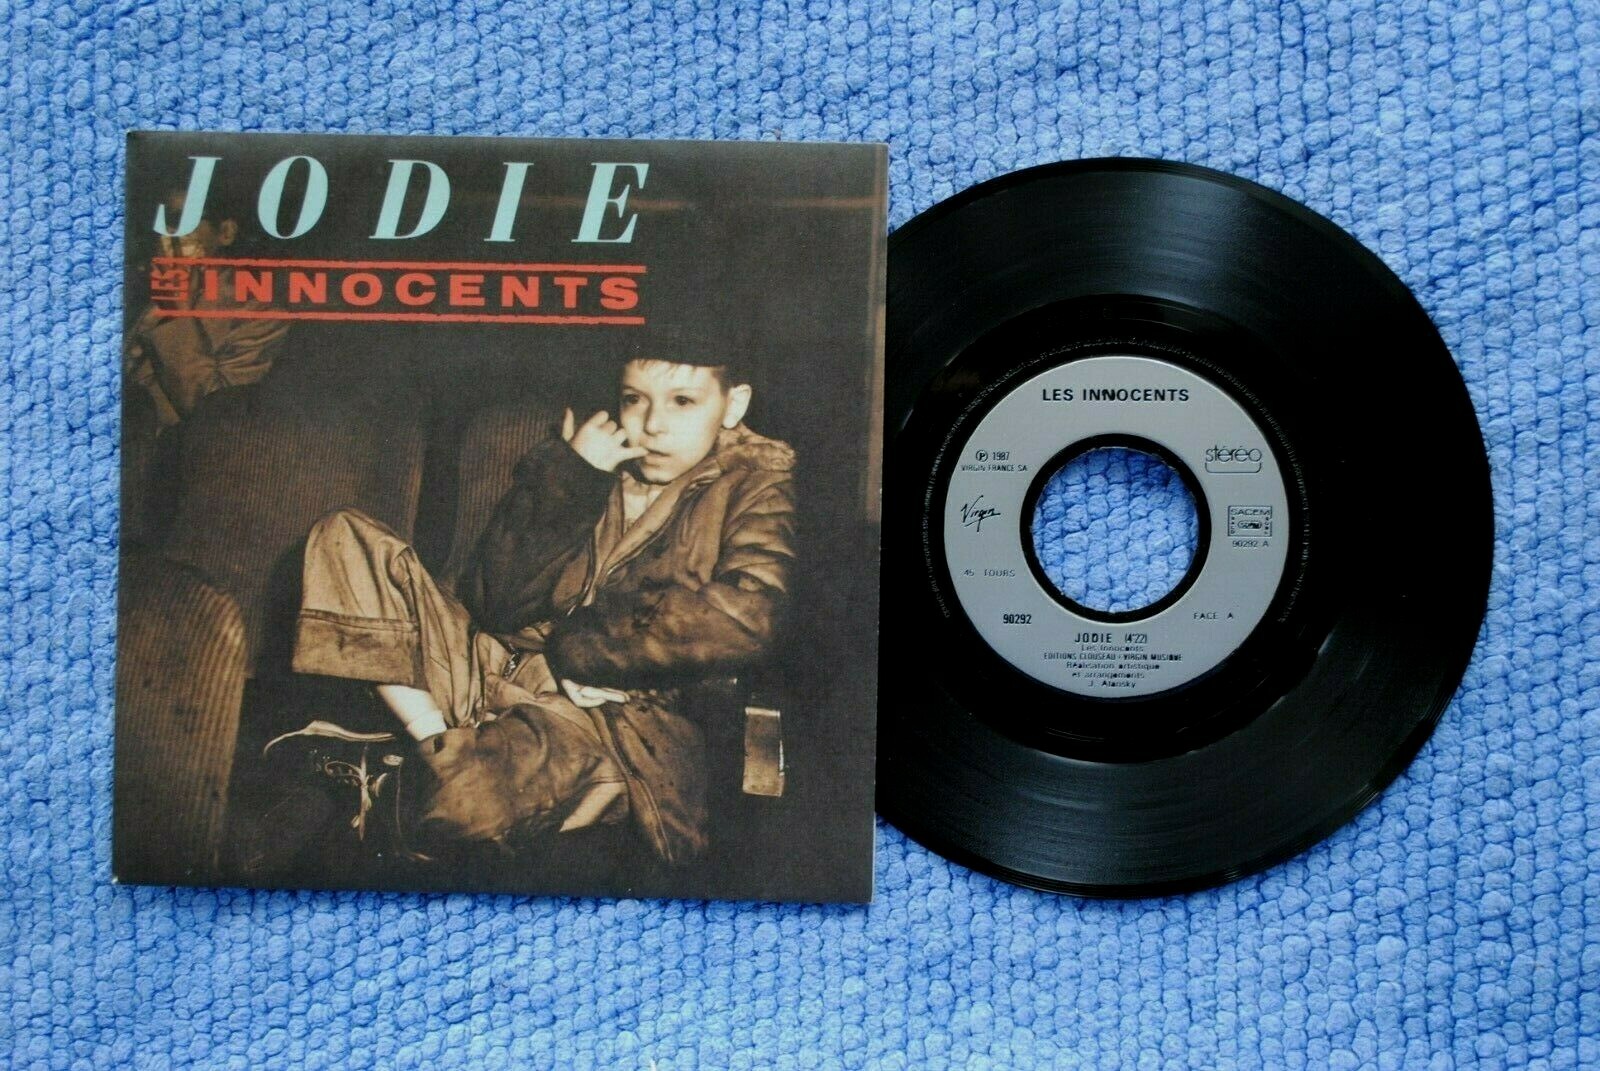 JODIE
LES INNOCENTS
LES INNOCENTS
℗ 1987
VIRGIN FRANCE SA
stéréo
Virgin
SACEM
90292 A
45 TOURS
90292
FACE A
JODIE (4'22)
Les Innocents
EDITIONS CLOUSEAU - VIRGIN MUSIQUE
Réalisation artistique
et arrangements
J. Alansky